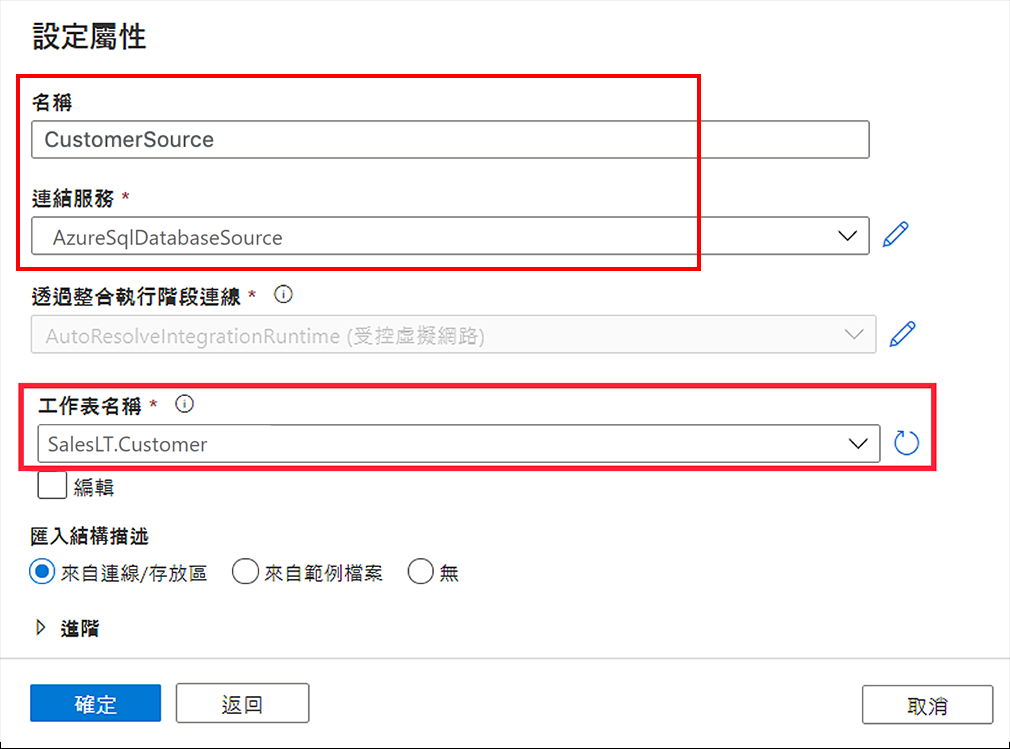 設定屬性
名稱
CustomerSource
連結服務 *
AzureSqlDatabaseSource
透過整合執行階段連線 *
AutoResolveIntegrationRuntime (受控虛擬網路)
工作表名稱 *
SalesLT.Customer
編輯
匯入結構描述
來自連線/存放區 來自範例檔案 無
進階
確定 返回 取消